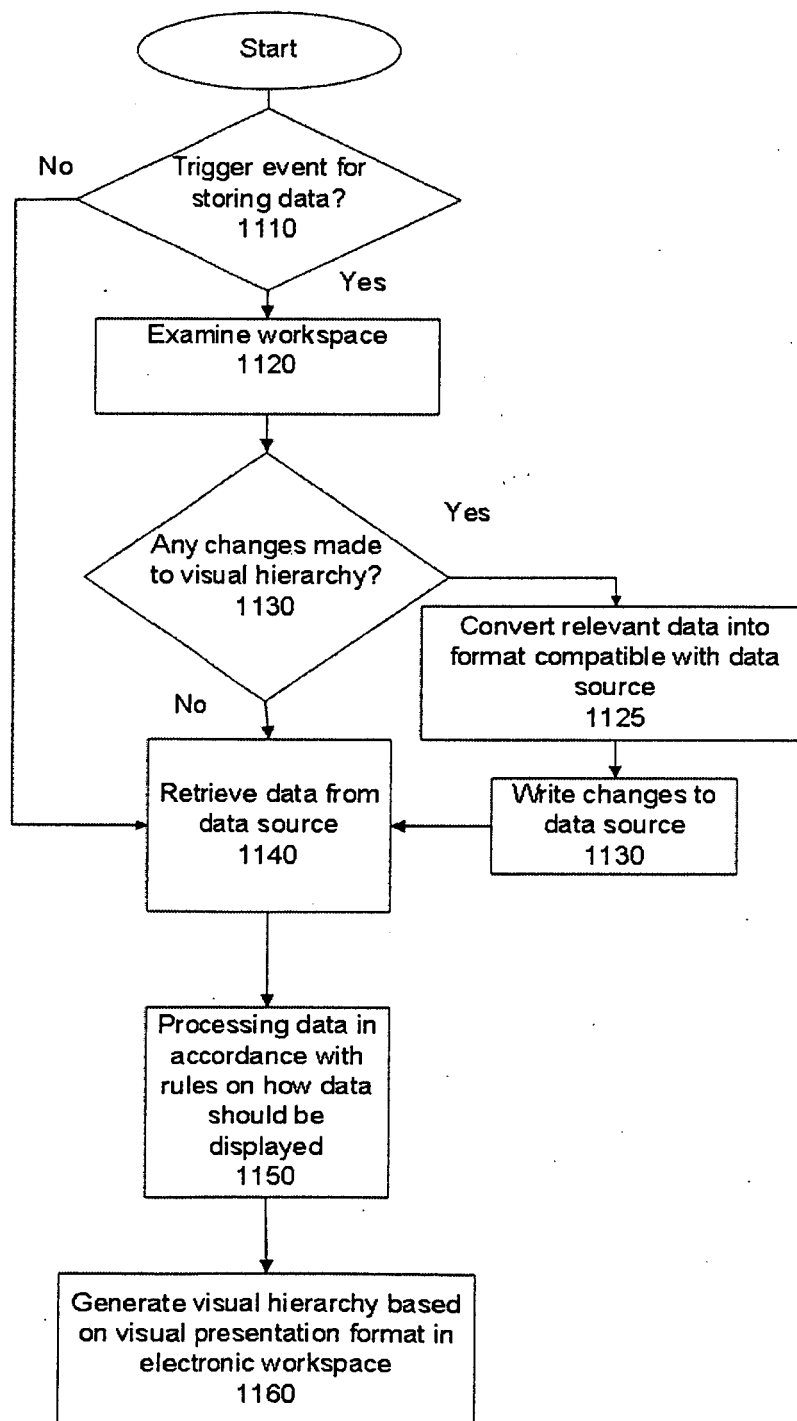 Start
No
Trigger event for
storing data?
1110
Yes
Examine workspace
1120
Yes
Any changes made
to visual hierarchy?
1130
Convert relevant data into
format compatible with data
source
1125
No
Retrieve data from
data source
1140
Write changes to
data source
1130
Processing data in
accordance with
rules on how data
should be
displayed
1150
Generate visual hierarchy based
on visual presentation format in
electronic workspace
1160